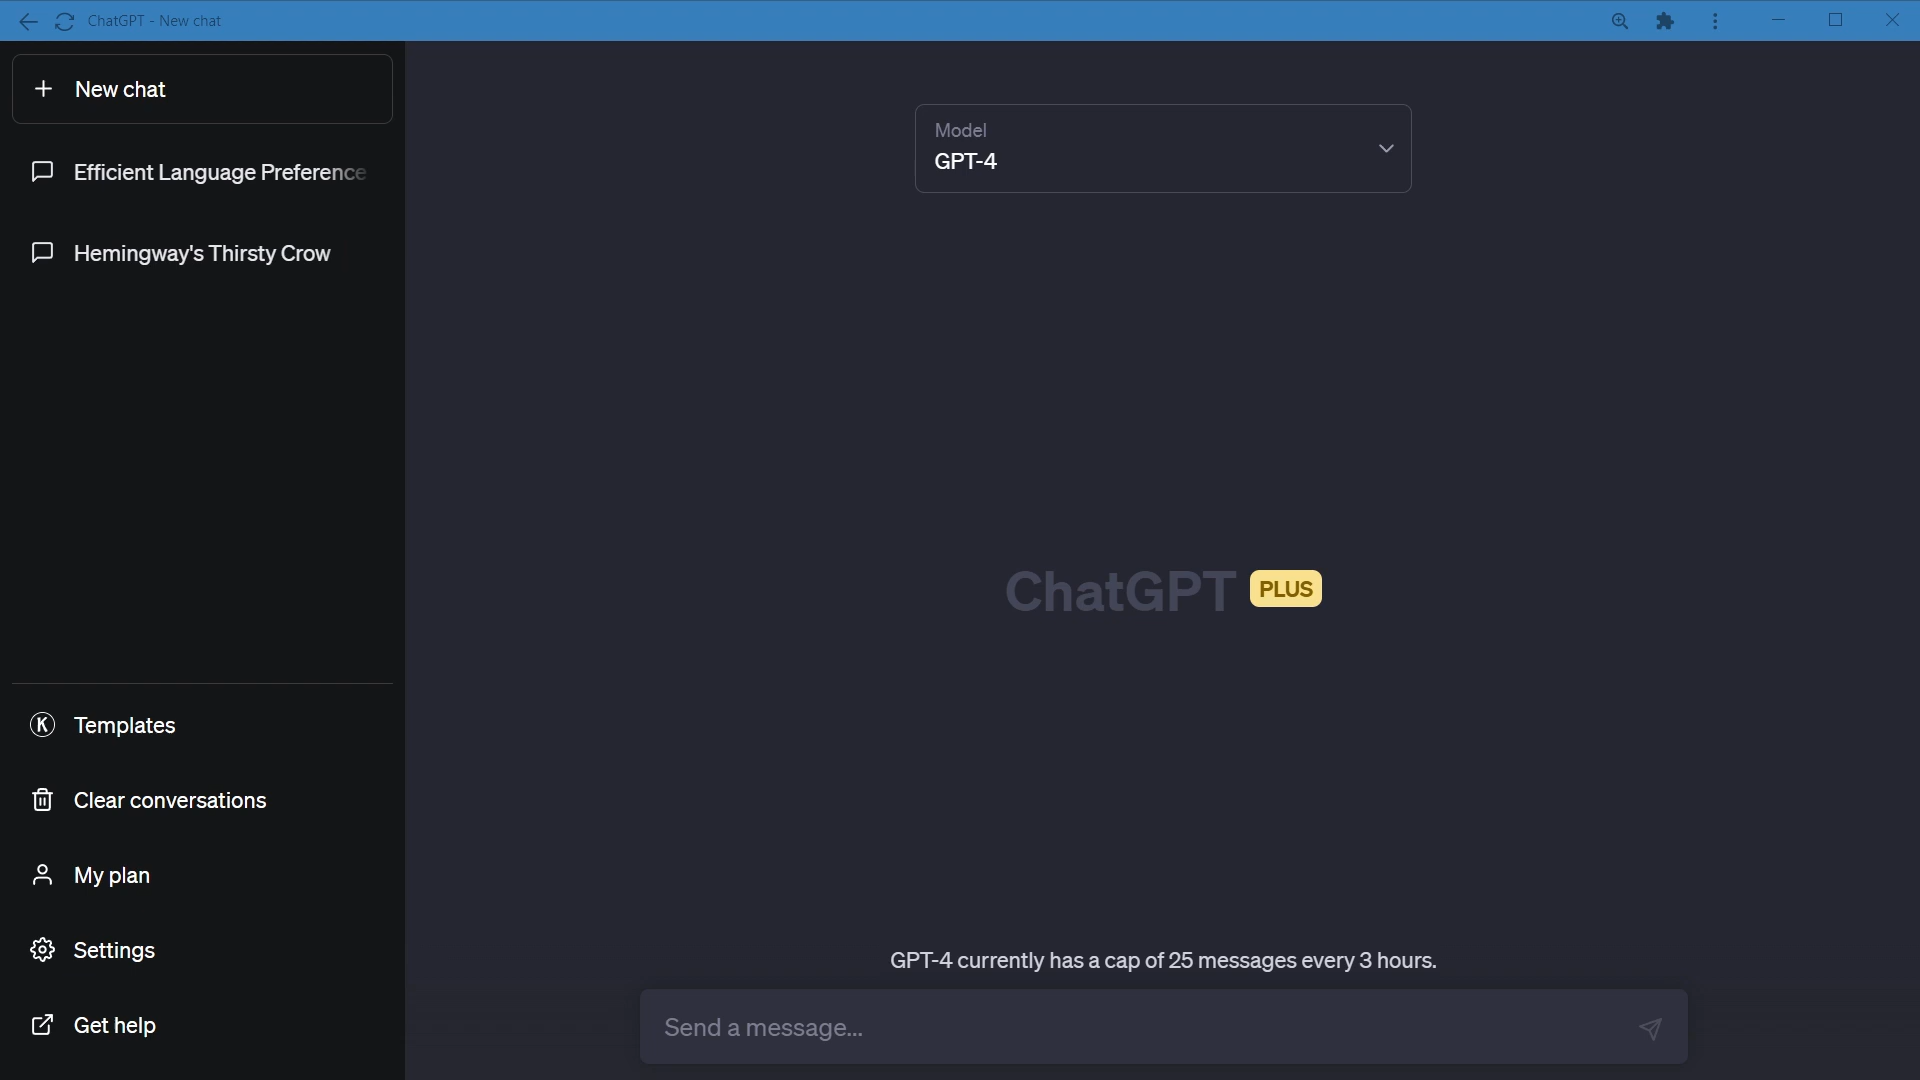 ChatGPT - New chat
New chat
Efficient Language Preference
Hemingway's Thirsty Crow
Templates
Clear conversations
My plan
Settings
Get help
Model
GPT-4
ChatGPT PLUS
GPT-4 currently has a cap of 25 messages every 3 hours.
Send a message...